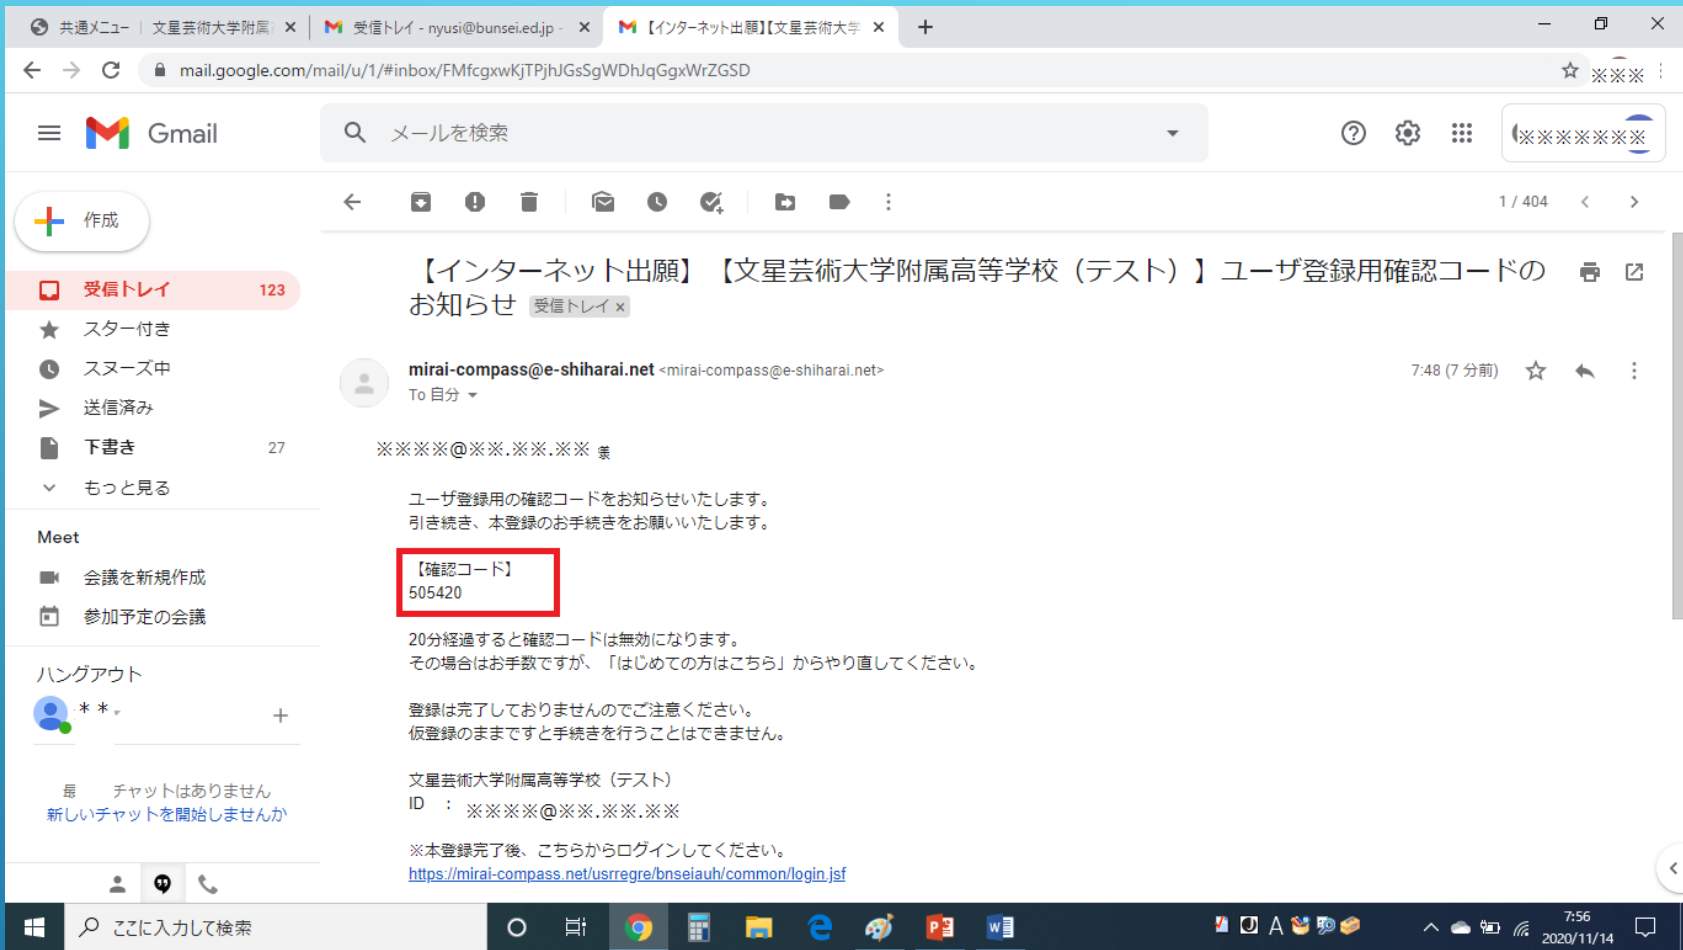 共通メニュー | 文星芸術大学附属
受信トレイ - nyusi@bunsei.ed.jp -
【インターネット出願】【文星芸術大学
mail.google.com/mail/u/1/#inbox/FMfcgxwKjTPjhJGsSgWDhJqGgxWrZGSD
※※※
Gmail
メールを検索
※※※※※※※
作成
1 / 404
受信トレイ 123
スター付き
スヌーズ中
送信済み
下書き 27
もっと見る
Meet
会議を新規作成
参加予定の会議
ハングアウト
**
チャットはありません
新しいチャットを開始しませんか
【インターネット出願】【文星芸術大学附属高等学校（テスト）】ユーザ登録用確認コードの
お知らせ 受信トレイ ×
mirai-compass@e-shiharai.net <mirai-compass@e-shiharai.net>
7:48 (7 分前)
To 自分
※※※※@※※.※※.※※ 様
ユーザ登録用の確認コードをお知らせいたします。
引き続き、本登録のお手続きをお願いいたします。
【確認コード】
505420
20分経過すると確認コードは無効になります。
その場合はお手数ですが、「はじめての方はこちら」からやり直してください。
登録は完了しておりませんのでご注意ください。
仮登録のままですと手続きを行うことはできません。
文星芸術大学附属高等学校（テスト）
ID : ※※※※@※※.※※.※※
※本登録完了後、こちらからログインしてください。
https://mirai-compass.net/usrregre/bnseiauh/common/login.jsf
ここに入力して検索
A
7:56
2020/11/14